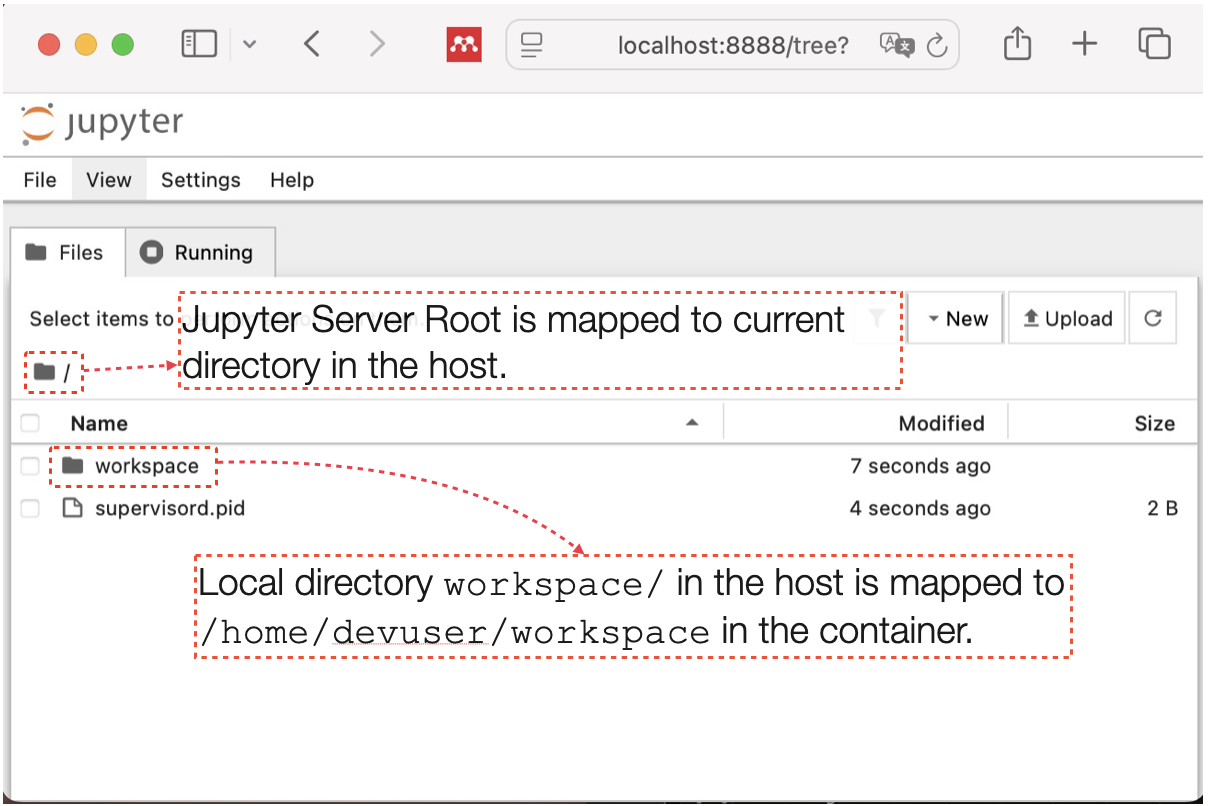 localhost:8888/tree?
jupyter
File View Settings Help
Files Running
Select items to
Jupyter Server Root is mapped to current
directory in the host.
New Upload
/
Name Modified Size
workspace 7 seconds ago
supervisord.pid 4 seconds ago 2 B
Local directory workspace/ in the host is mapped to
/home/devuser/workspace in the container.